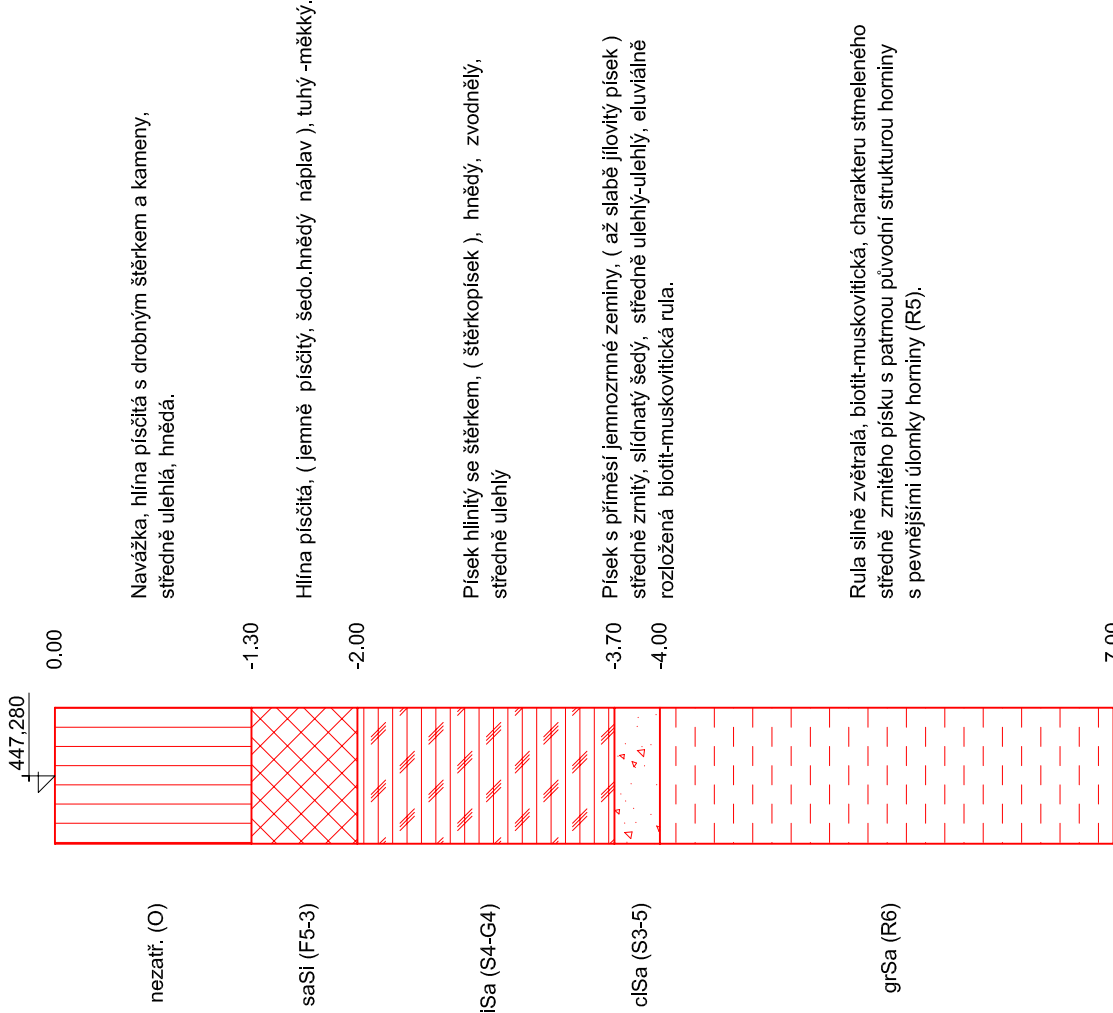 447,280
0.00
nezatř. (O)
Navážka, hlína písčitá s drobným štěrkem a kameny,
středně ulehlá, hnědá.
-1.30
saSi (F5-3)
Hlína písčitá, ( jemně písčitý, šedo.hnědý náplav ), tuhý -měkký.
-2.00
iSa (S4-G4)
Písek hlinitý se štěrkem, ( štěrkopísek ), hnědý, zvodnělý,
středně ulehlý
-3.70
clSa (S3-5)
Písek s příměsí jemnozrnné zeminy, ( až slabě jílovitý písek )
středně zrnitý, slídnatý šedý, středně ulehlý-ulehlý, eluviálně
rozložená biotit-muskovitická rula.
-4.00
grSa (R6)
Rula silně zvětralá, biotit-muskovitická, charakteru stmeleného
středně zrnitého písku s patrnou původní strukturou horniny
s pevnějšími úlomky horniny (R5).